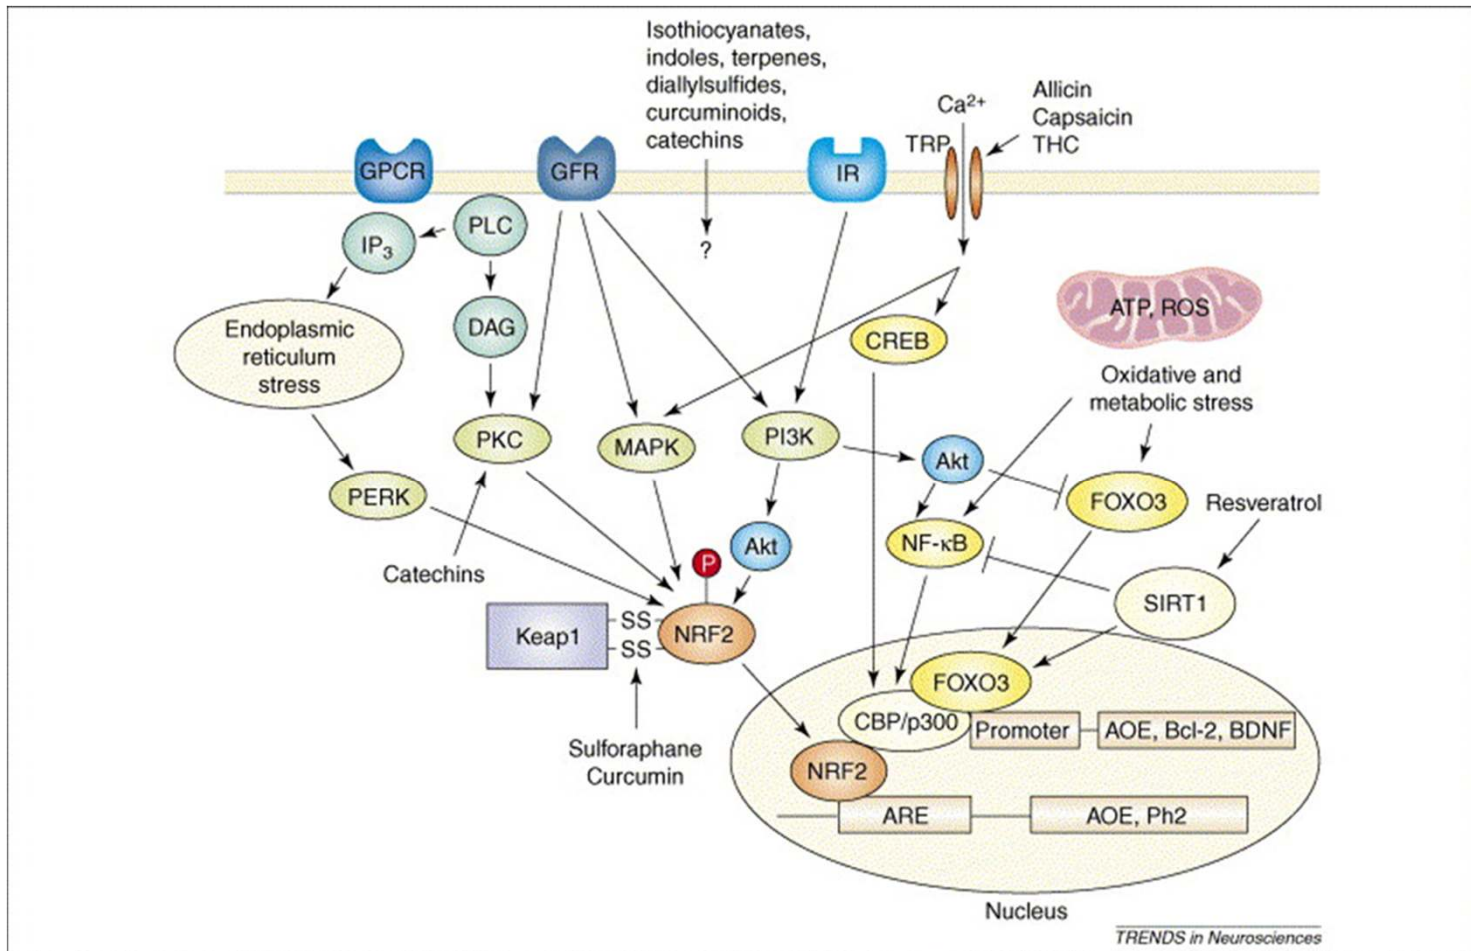 Isothiocyanates,
indoles, terpenes,
diallylsulfides,
curcuminoids,
catechins
Ca²⁺
Allicin
Capsaicin
THC
TRP
GPCR
GFR
IR
IP₃
PLC
?
Endoplasmic
reticulum
stress
DAG
CREB
ATP, ROS
Oxidative and
metabolic stress
PKC
MAPK
PI3K
Akt
PERK
FOXO3
Resveratrol
Akt
NF-κB
P
Catechins
SIRT1
Keap1
SS
SS
NRF2
FOXO3
CBP/p300
Promoter
AOE, Bcl-2, BDNF
Sulforaphane
Curcumin
NRF2
ARE
AOE, Ph2
Nucleus
TRENDS in Neurosciences